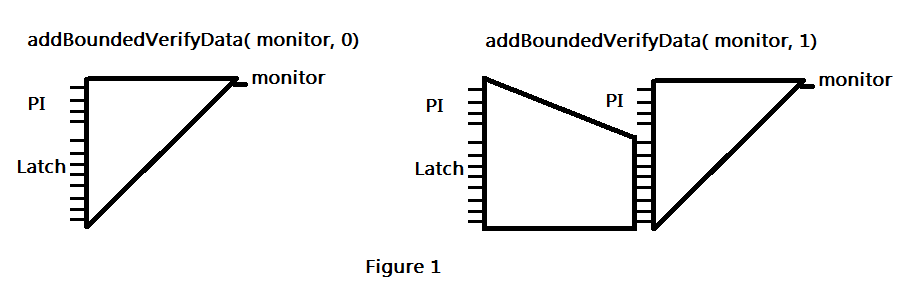 addBoundedVerifyData( monitor, 0)
monitor
PI
Latch
addBoundedVerifyData( monitor, 1)
monitor
PI
PI
Latch
Figure 1